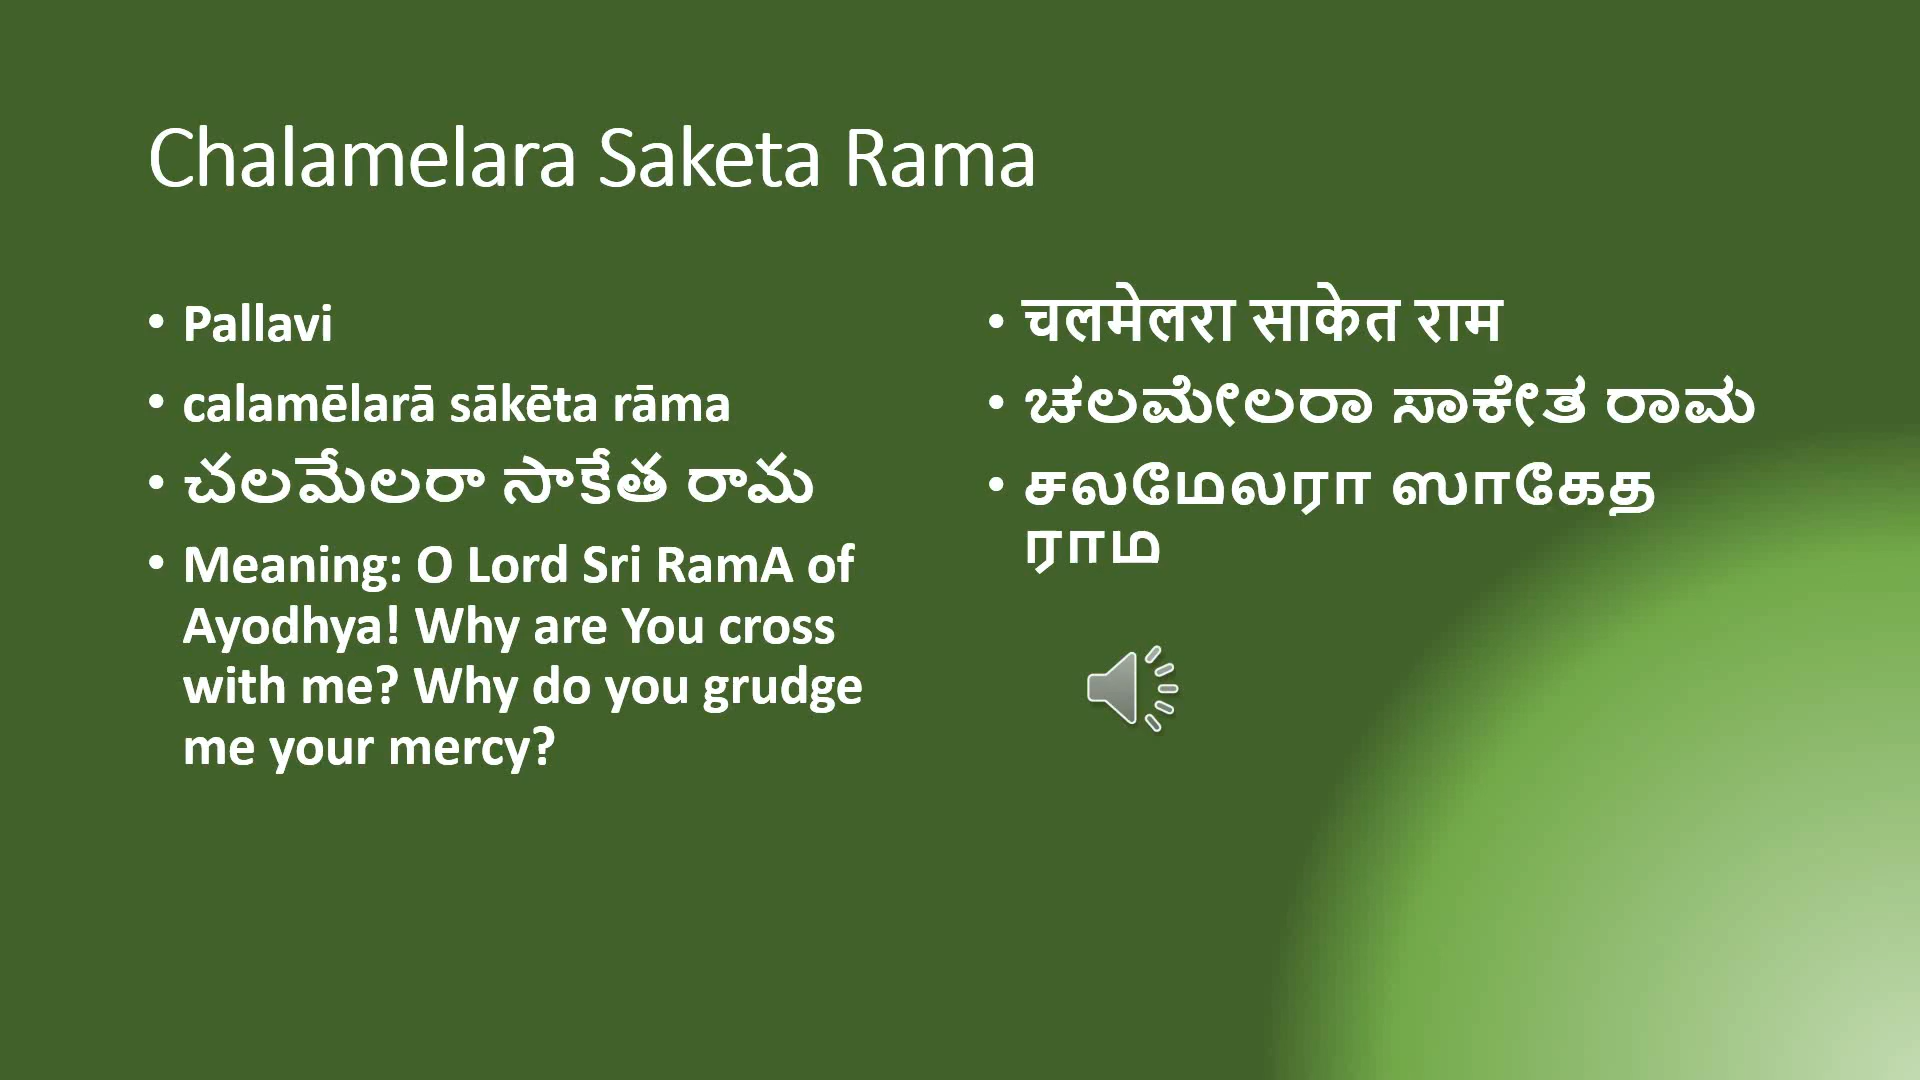 Chalamelara Saketa Rama
• Pallavi
• calamēlarā sākēta rāma
• చలమేలరా సాకేత రామ
• Meaning: O Lord Sri RamA of
Ayodhya! Why are You cross
with me? Why do you grudge
me your mercy?
• चलमेलरा साकेत राम
• ಚಲಮೇಲರಾ ಸಾಕೇತ ರಾಮ
• சலமேலரா ஸாகேத
ராம